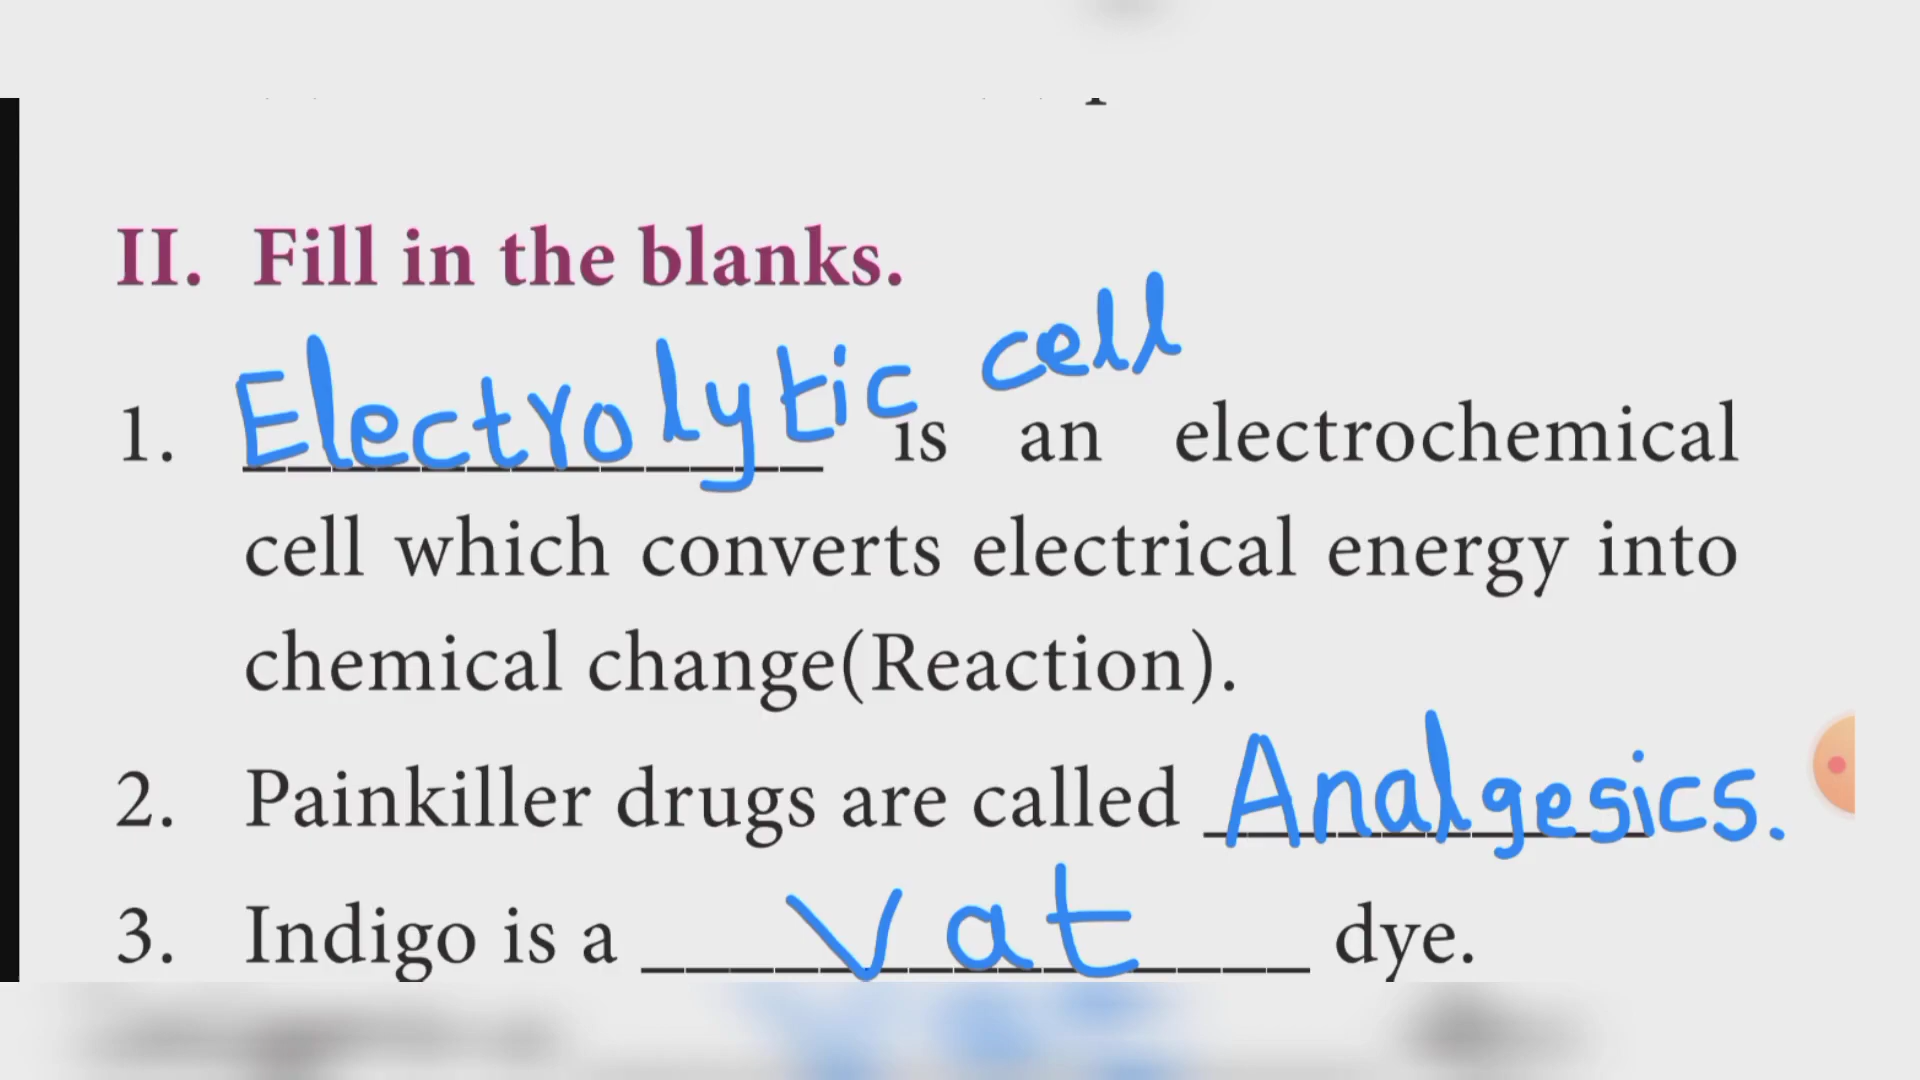 II. Fill in the blanks.
1. Electrolytic cell is an electrochemical
cell which converts electrical energy into
chemical change(Reaction).
2. Painkiller drugs are called Analgesics.
3. Indigo is a Vat dye.